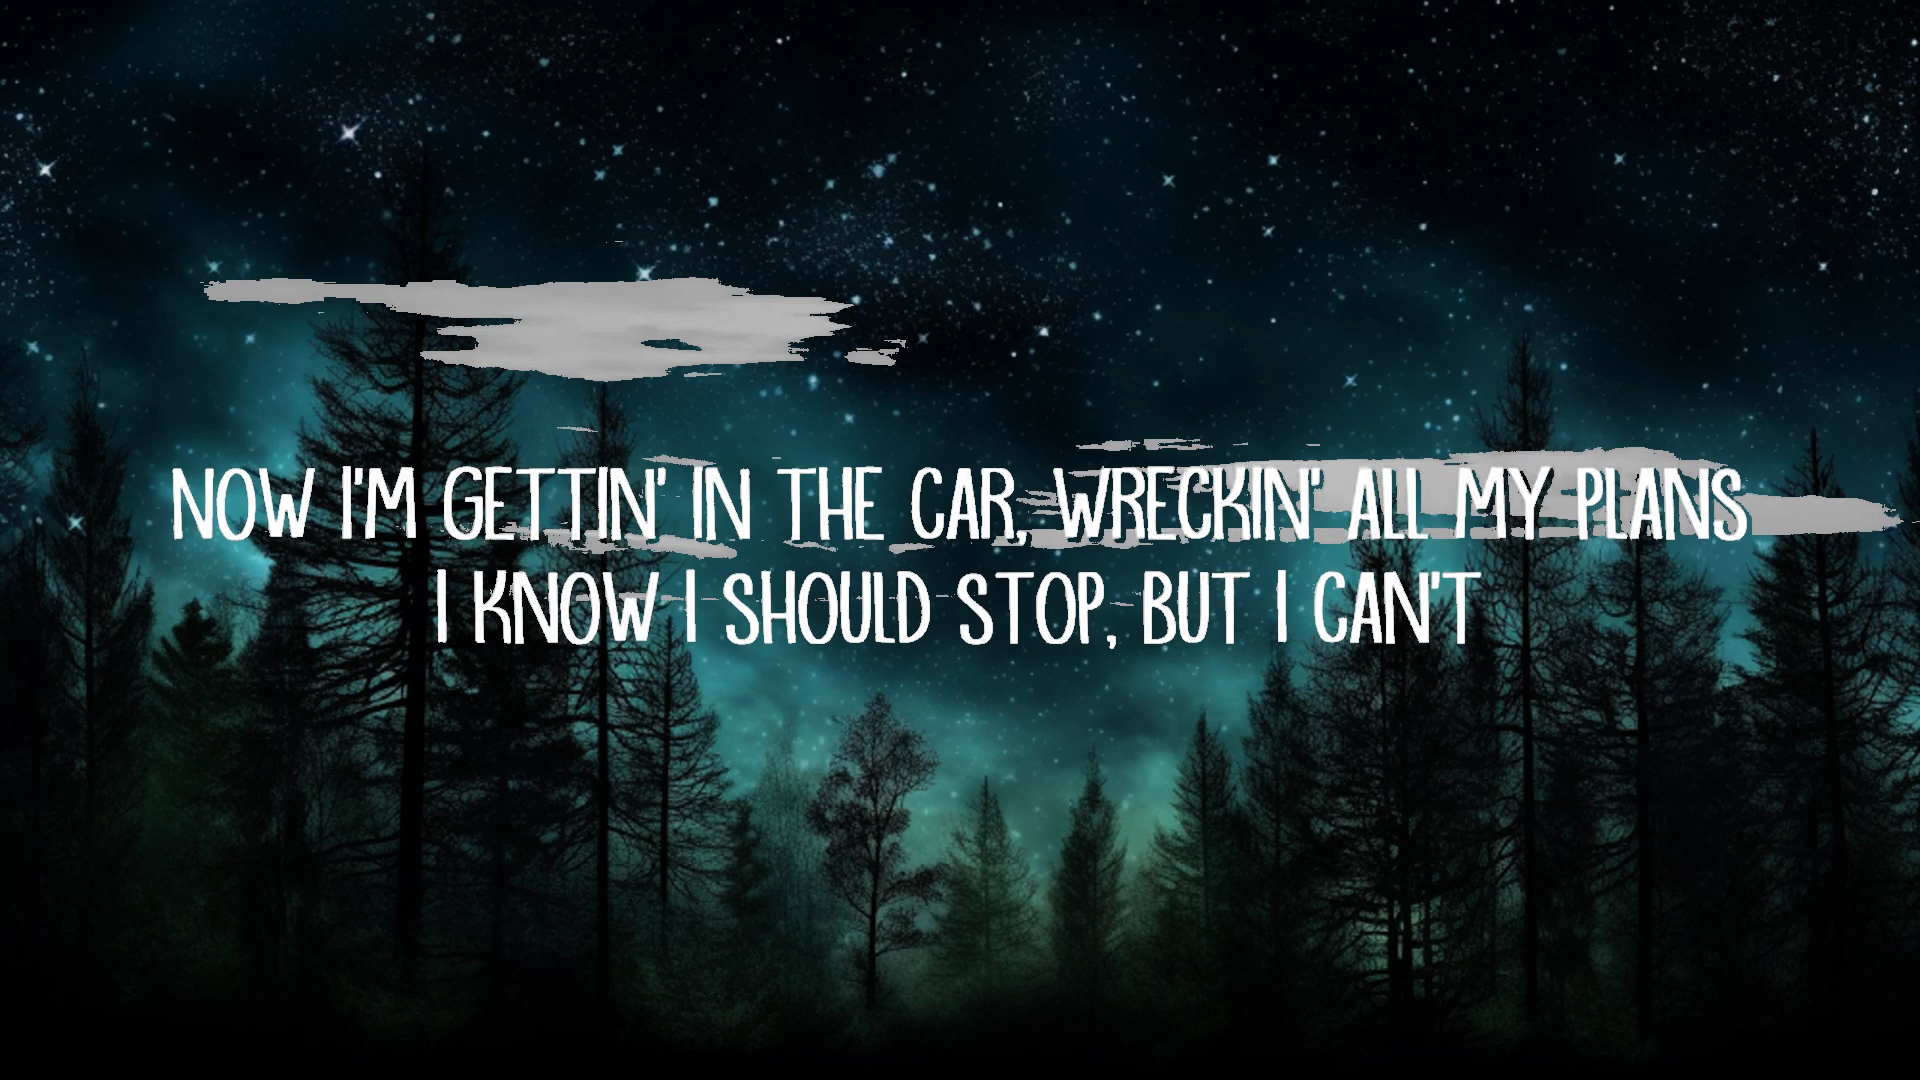 NOW I'M GETTIN' IN THE CAR, WRECKIN' ALL MY PLANS
I KNOW I SHOULD STOP, BUT I CAN'T